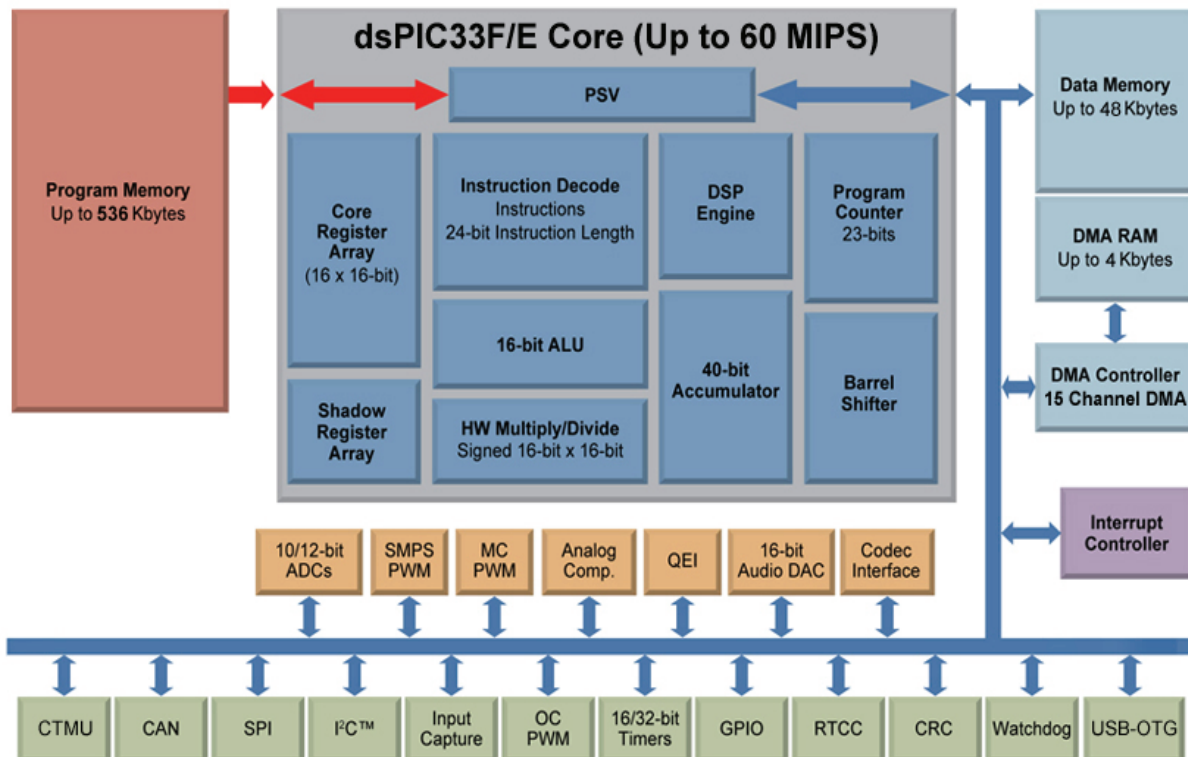 dsPIC33F/E Core (Up to 60 MIPS)
Program Memory
Up to 536 Kbytes
PSV
Core
Register
Array
(16 x 16-bit)
Instruction Decode
Instructions
24-bit Instruction Length
DSP
Engine
Program
Counter
23-bits
16-bit ALU
40-bit
Accumulator
Barrel
Shifter
Shadow
Register
Array
HW Multiply/Divide
Signed 16-bit x 16-bit
Data Memory
Up to 48 Kbytes
DMA RAM
Up to 4 Kbytes
DMA Controller
15 Channel DMA
Interrupt
Controller
10/12-bit
ADCs
SMPS
PWM
MC
PWM
Analog
Comp.
QEI
16-bit
Audio DAC
Codec
Interface
CTMU
CAN
SPI
I²C™
Input
Capture
OC
PWM
16/32-bit
Timers
GPIO
RTCC
CRC
Watchdog
USB-OTG